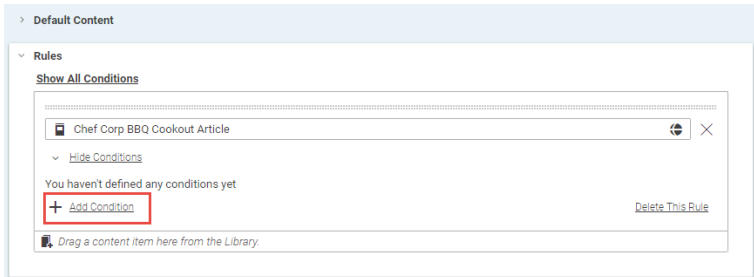 Default Content
Rules
Show All Conditions
Chef Corp BBQ Cookout Article
Hide Conditions
You haven't defined any conditions yet
Add Condition
Delete This Rule
Drag a content item here from the Library.